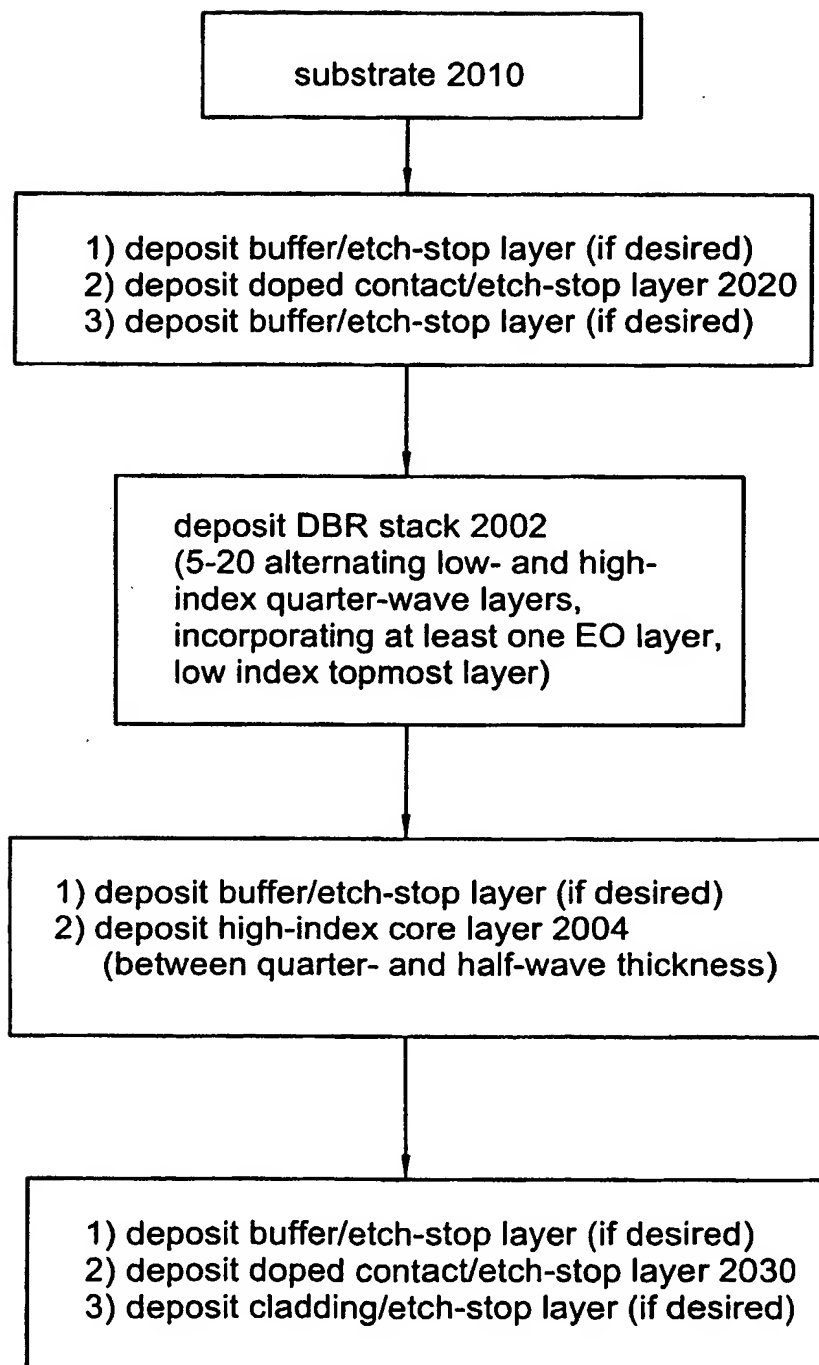 substrate 2010
1) deposit buffer/etch-stop layer (if desired)
2) deposit doped contact/etch-stop layer 2020
3) deposit buffer/etch-stop layer (if desired)
deposit DBR stack 2002
(5-20 alternating low- and high-
index quarter-wave layers,
incorporating at least one EO layer,
low index topmost layer)
1) deposit buffer/etch-stop layer (if desired)
2) deposit high-index core layer 2004
(between quarter- and half-wave thickness)
1) deposit buffer/etch-stop layer (if desired)
2) deposit doped contact/etch-stop layer 2030
3) deposit cladding/etch-stop layer (if desired)